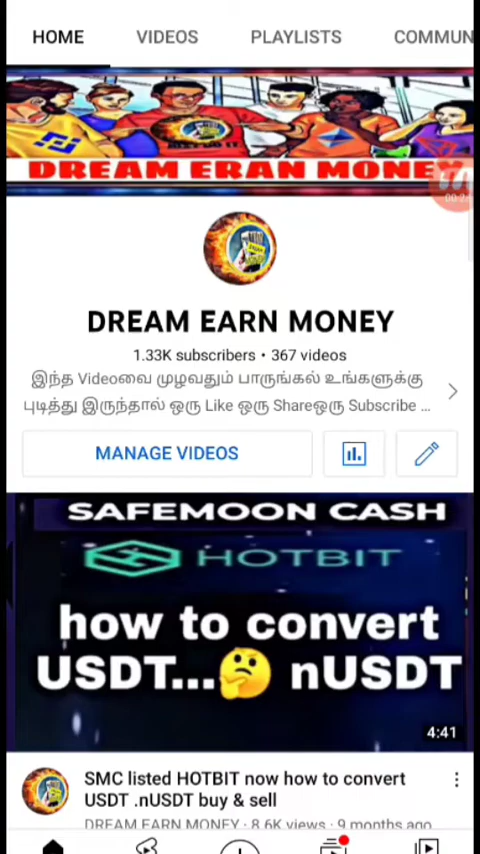 HOME VIDEOS PLAYLISTS COMMUN
DREAM ERAN MONEY
00:2
DREAM EARN MONEY
1.33K subscribers • 367 videos
இந்த Videoவை முழவதும் பாருங்கல் உங்களுக்கு
புடித்து இருந்தால் ஒரு Like ஒரு Shareஒரு Subscribe ...
MANAGE VIDEOS
SAFEMOON CASH
HOTBIT
how to convert
USDT...🤔 nUSDT
4:41
SMC listed HOTBIT now how to convert
USDT .nUSDT buy & sell
DREAM EARN MONEY · 8.6K views · 9 months ago